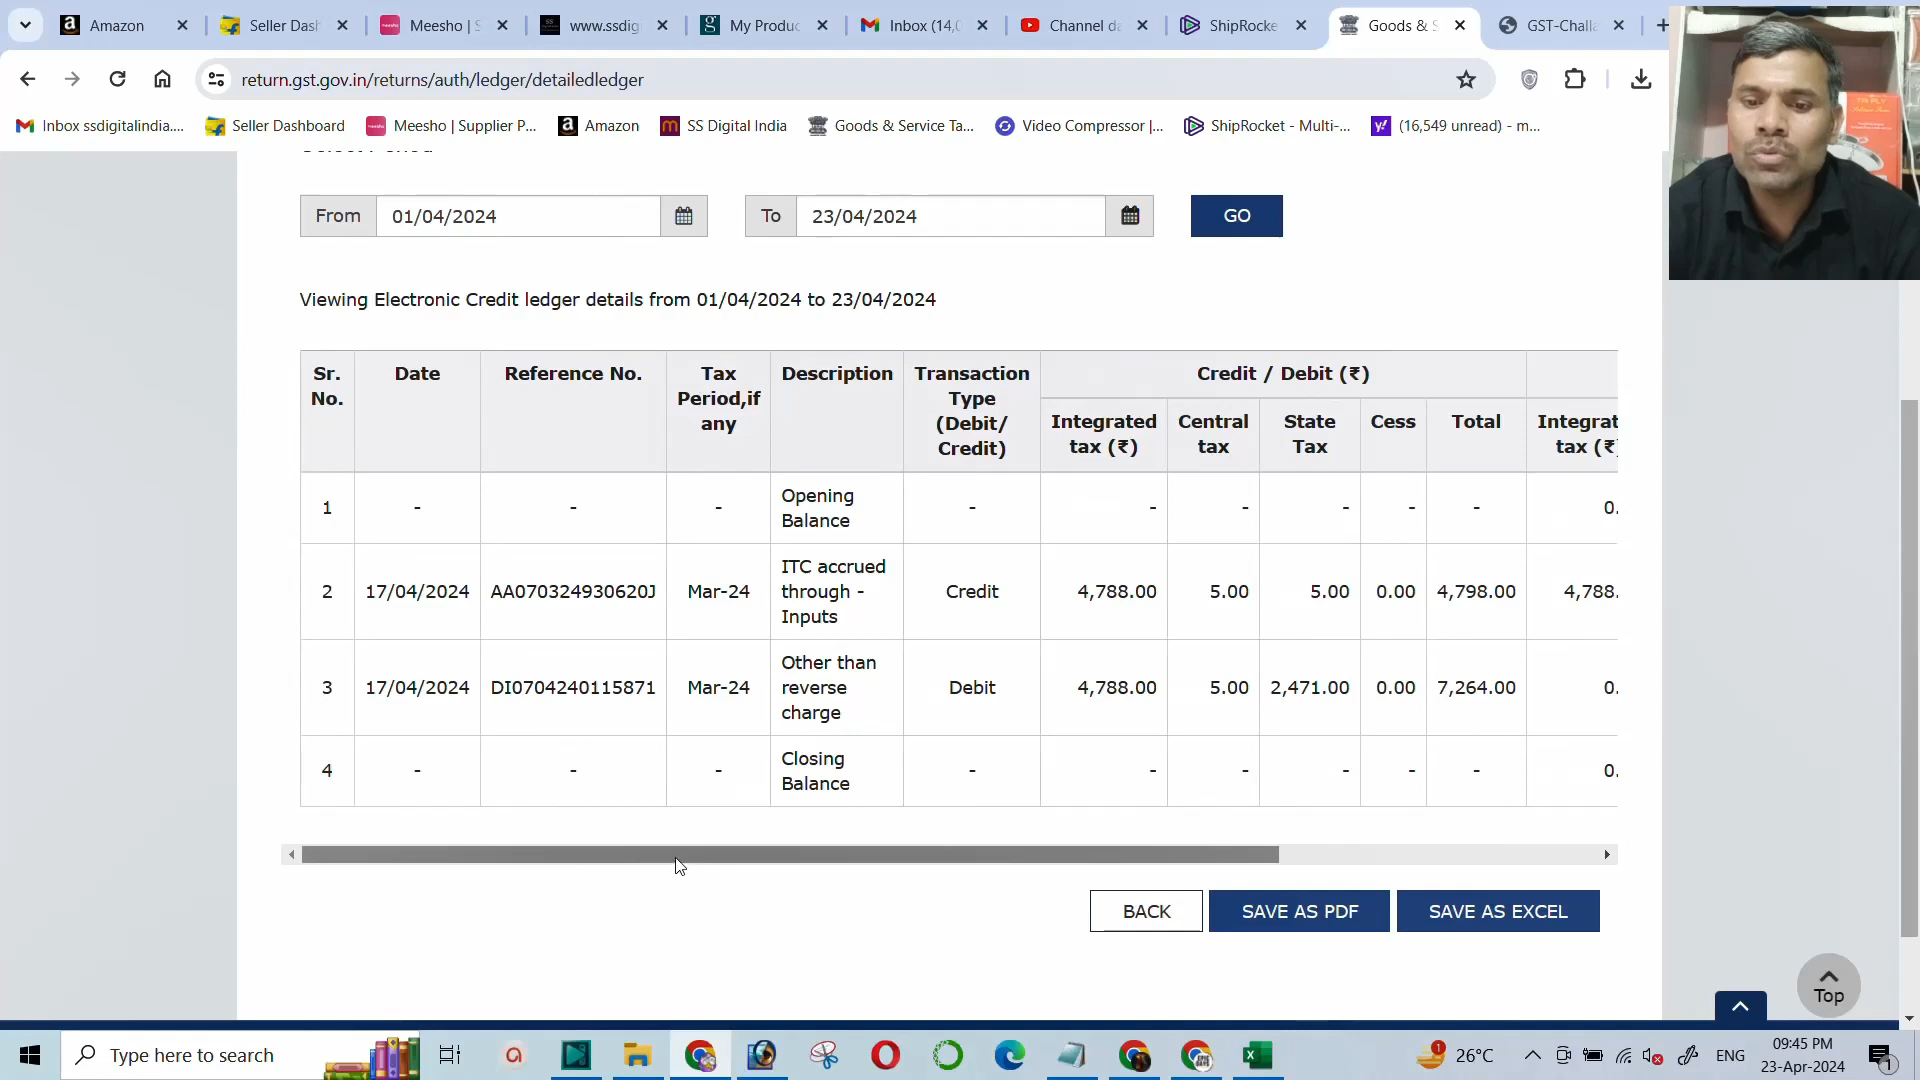 Amazon
Seller Dash
Meesho | S
www.ssdig
My Produc
Inbox (14,0
Channel da
ShipRocke
Goods & S
GST-Challa
return.gst.gov.in/returns/auth/ledger/detailedledger
Inbox ssdigitalindia....
Seller Dashboard
Meesho | Supplier P...
Amazon
SS Digital India
Goods & Service Ta...
Video Compressor |...
ShipRocket - Multi-...
(16,549 unread) - m...
From 01/04/2024
To 23/04/2024
GO
Viewing Electronic Credit ledger details from 01/04/2024 to 23/04/2024
Sr. No. Date Reference No. Tax Period,if any Description Transaction Type (Debit/ Credit) Credit / Debit (₹)
Integrated tax (₹) Central tax State Tax Cess Total Integrat tax (₹
1 - - - Opening Balance - - - - - - 0.
2 17/04/2024 AA070324930620J Mar-24 ITC accrued through - Inputs Credit 4,788.00 5.00 5.00 0.00 4,798.00 4,788.
3 17/04/2024 DI0704240115871 Mar-24 Other than reverse charge Debit 4,788.00 5.00 2,471.00 0.00 7,264.00 0.
4 - - - Closing Balance - - - - - - 0.
BACK
SAVE AS PDF
SAVE AS EXCEL
Top
Type here to search
26°C
ENG
09:45 PM
23-Apr-2024